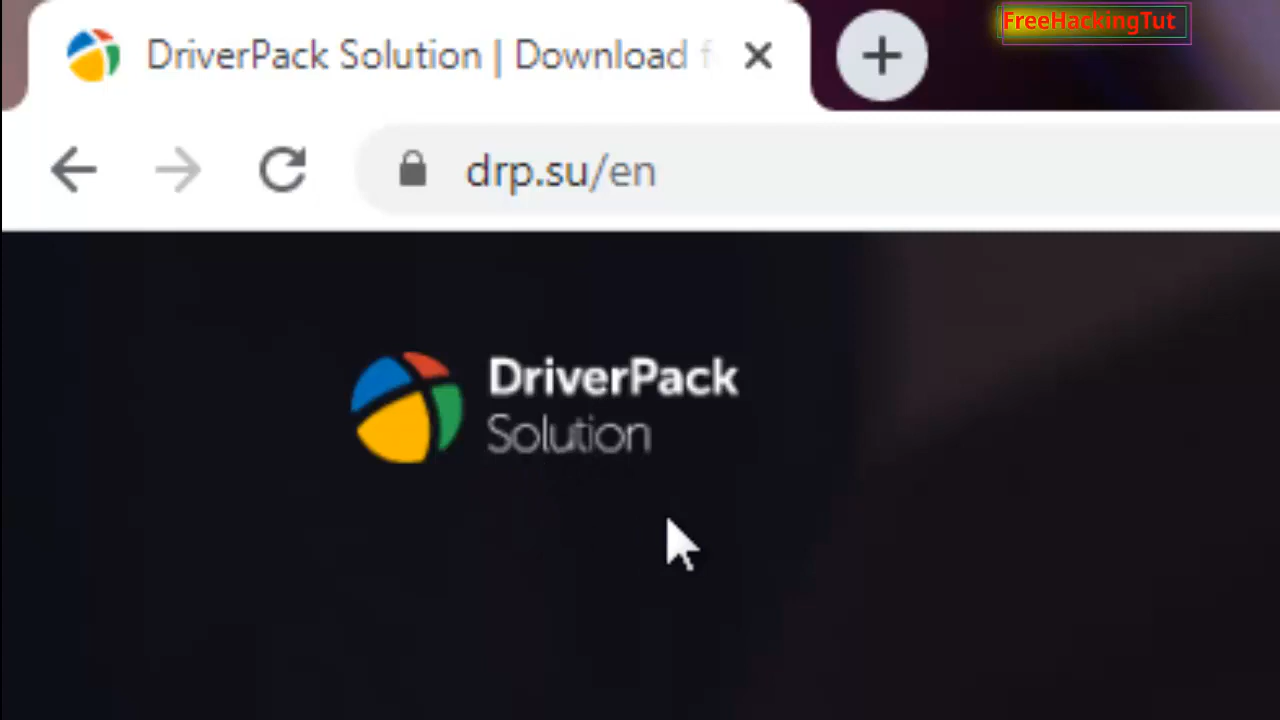 FreeHackingTut
DriverPack Solution | Download f
drp.su/en
DriverPack
Solution